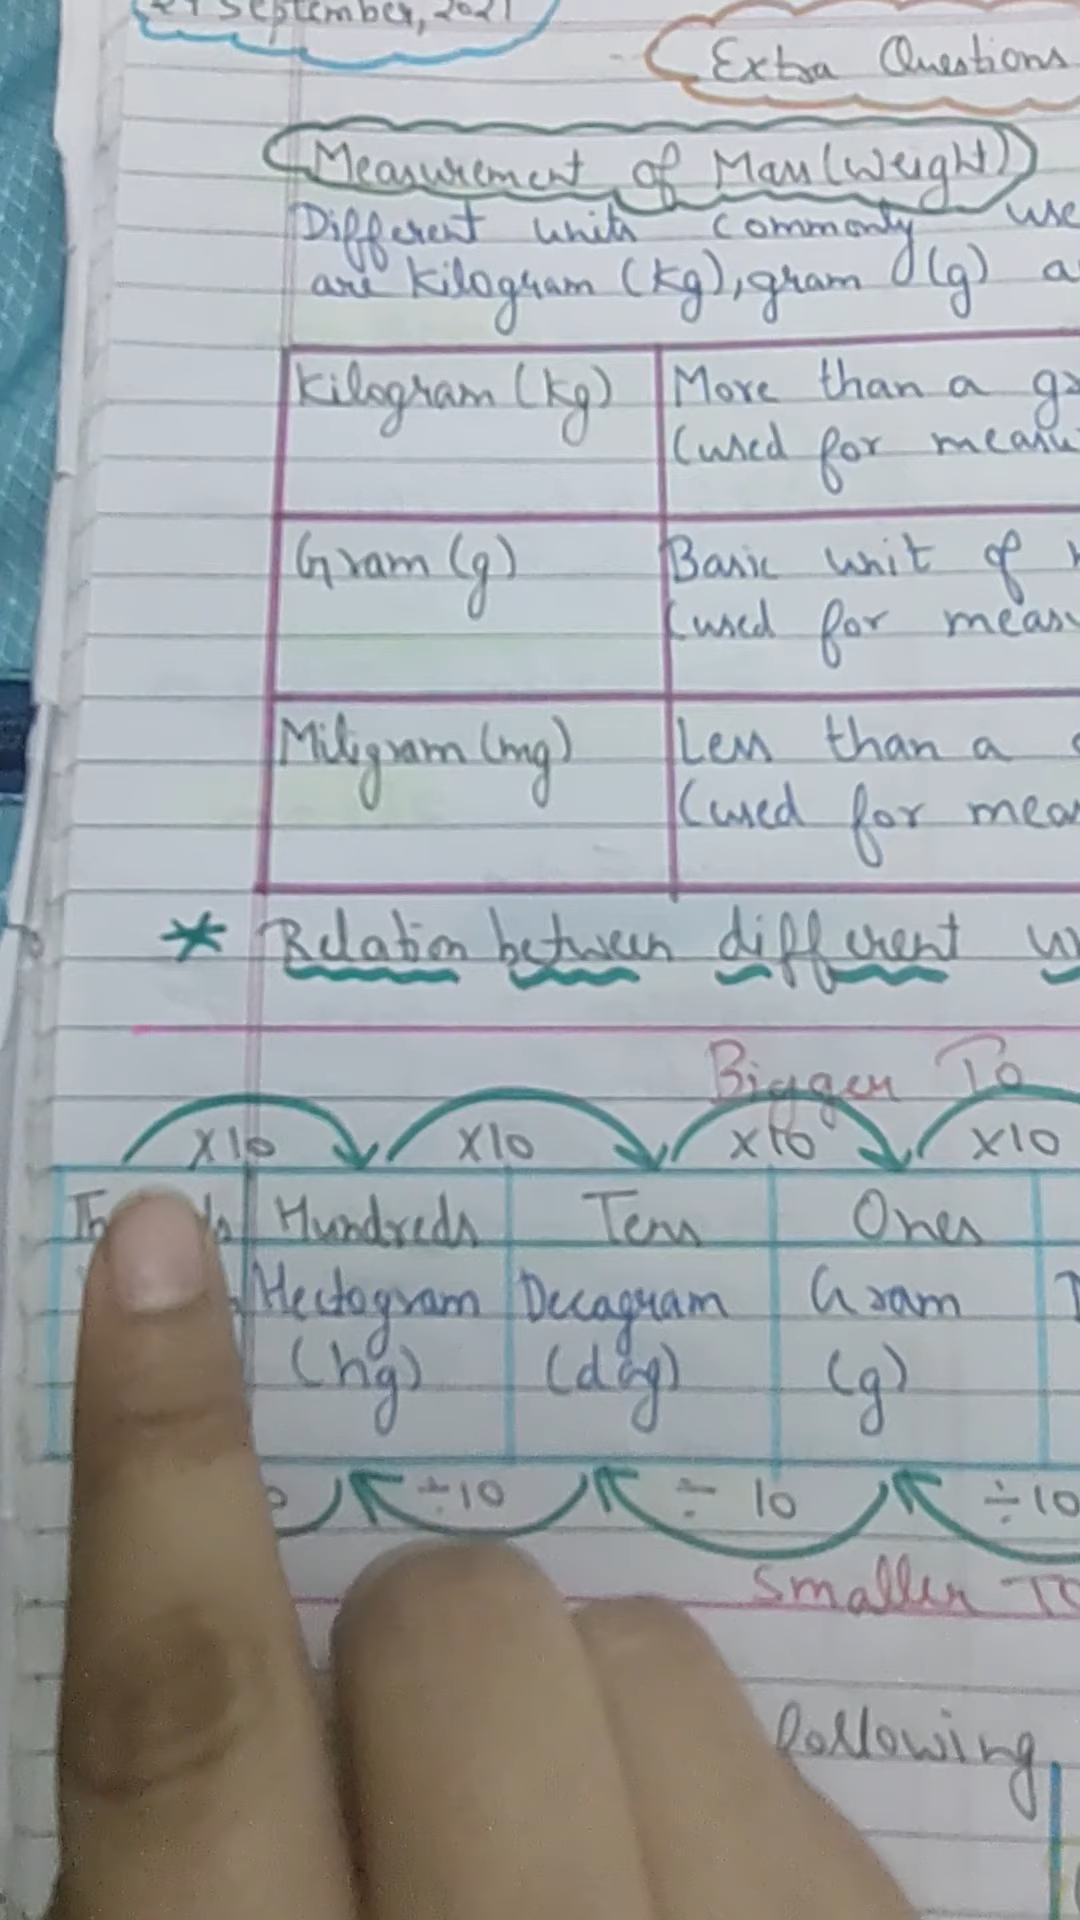 September, 2021
Extra Questions
Measurement of Mass (Weight)
Different units commonly
are kilogram (kg), gram (g)
Kilogram (kg)
More than a
(used for
Gram (g)
Basic unit of
(used for
Miligram (mg)
Less than a
(used for
* Relation between different
Bigger To
x10 x10 x10 x10
Hundreds Tens Ones
Hectogram Decagram Gram
(hg) (dag) (g)
÷10 ÷ 10 ÷10
Smaller To
following